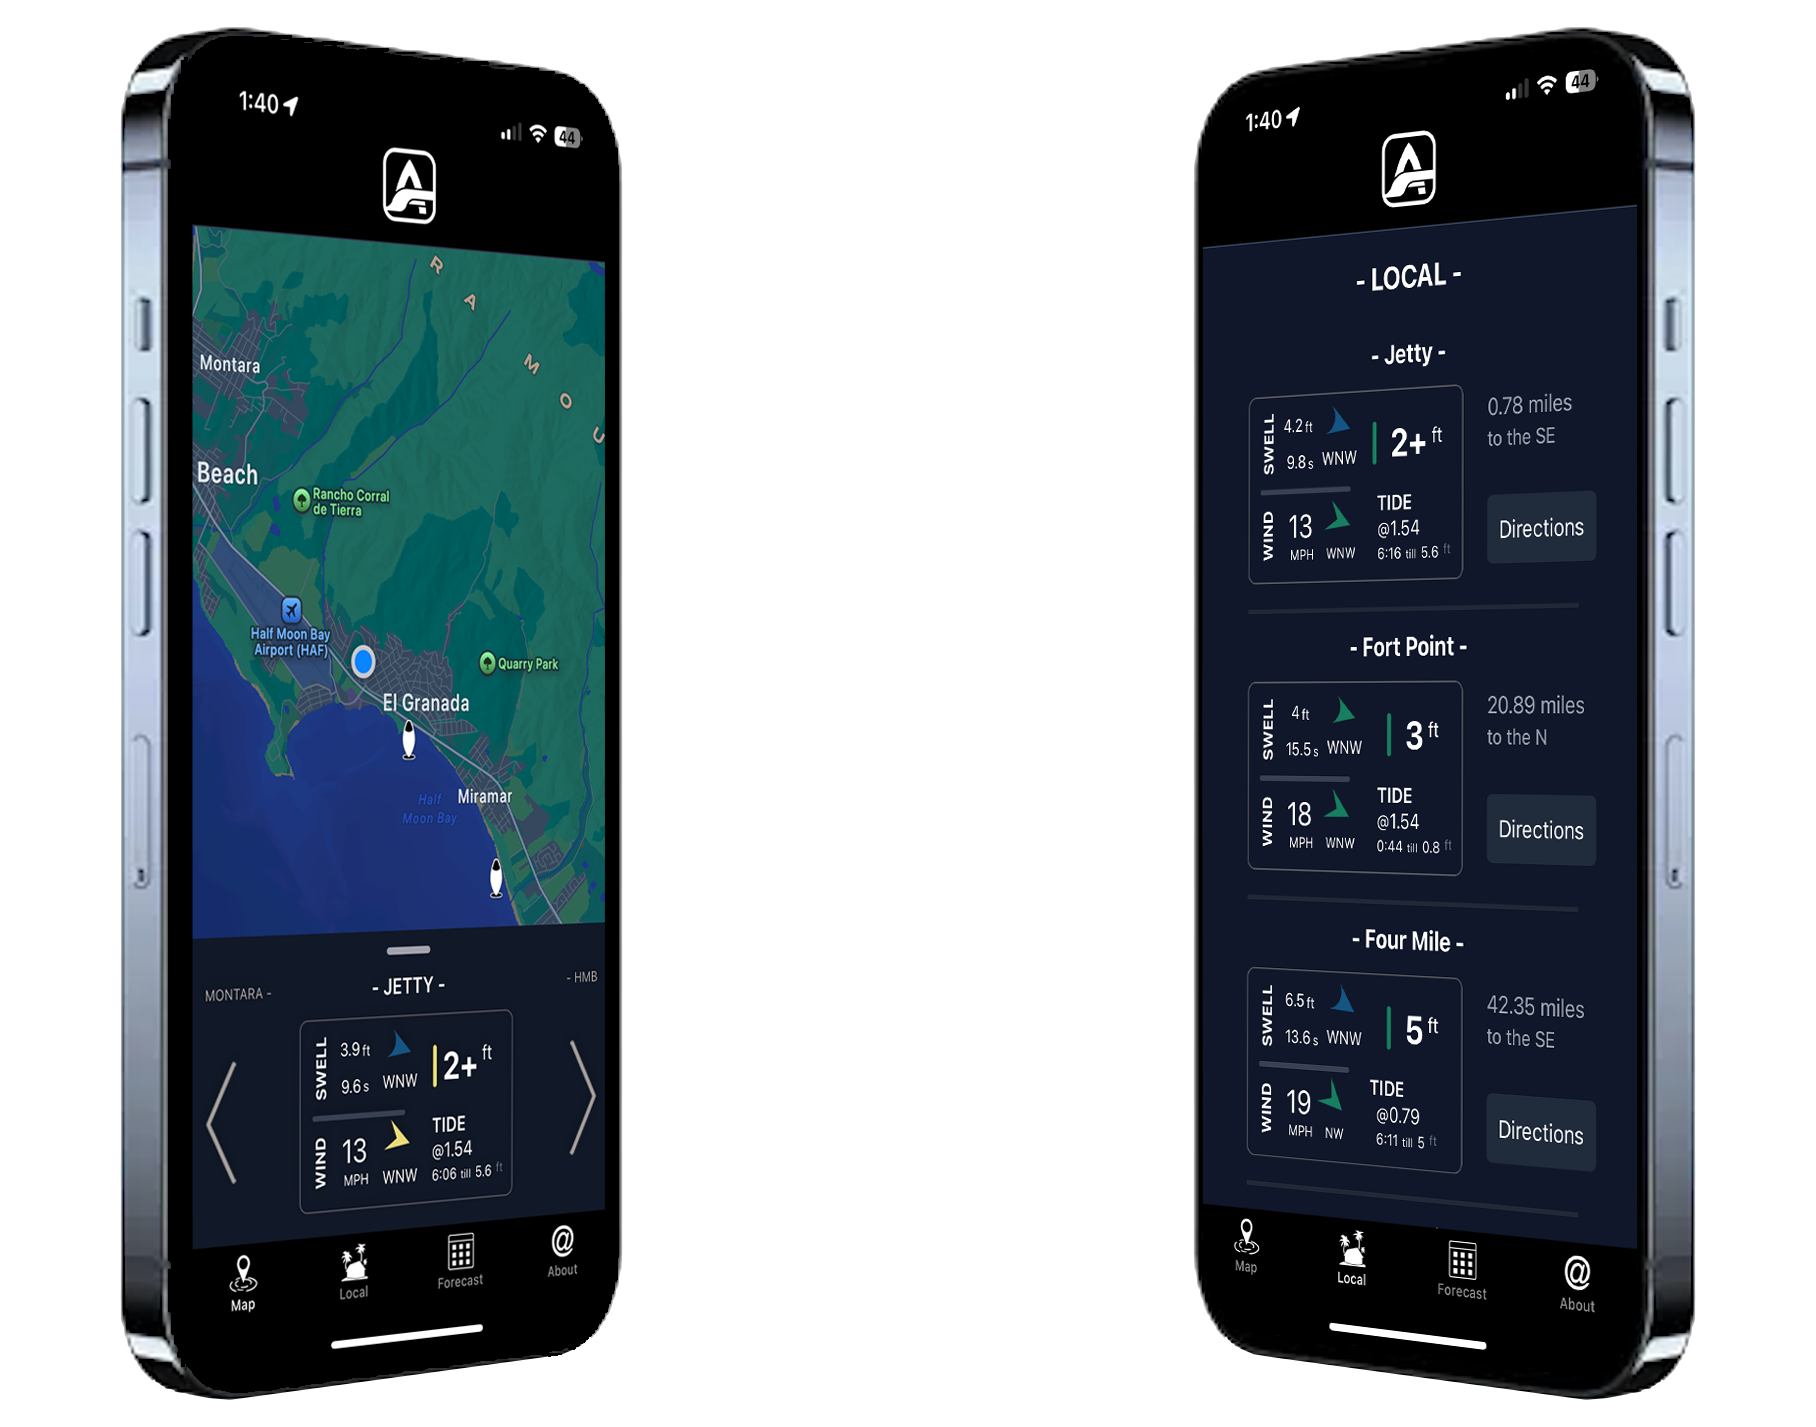 1:40
44
R
A
M
O
U
Montara
Beach
Rancho Corral
de Tierra
Half Moon Bay
Airport (HAF)
Quarry Park
El Granada
Half
Moon Bay
Miramar
MONTARA -
- JETTY -
- HMB
SWELL
3.9 ft
9.6 s
WNW
2+ ft
WIND
13
MPH
WNW
TIDE
@1.54
6:06 till 5.6 ft
Map
Local
Forecast
@
About
1:40
44
- LOCAL -
- Jetty -
SWELL
4.2 ft
9.8 s
WNW
2+ ft
WIND
13
MPH
WNW
TIDE
@1.54
6:16 till 5.6 ft
0.78 miles
to the SE
Directions
- Fort Point -
SWELL
4 ft
15.5 s
WNW
3 ft
WIND
18
MPH
WNW
TIDE
@1.54
0:44 till 0.8 ft
20.89 miles
to the N
Directions
- Four Mile -
SWELL
6.5 ft
13.6 s
WNW
5 ft
WIND
19
MPH
NW
TIDE
@0.79
6:11 till 5 ft
42.35 miles
to the SE
Directions
Map
Local
Forecast
@
About